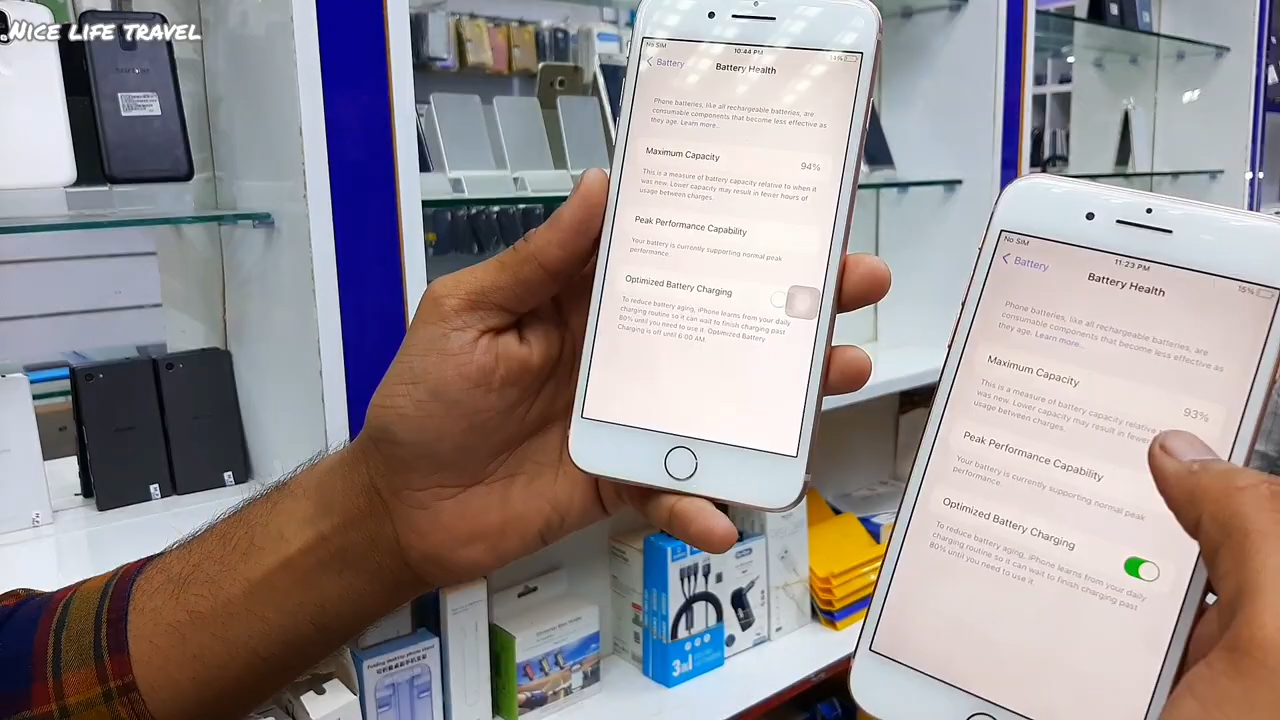 .NICE LIFE TRAVEL
No SIM
10:44 PM
14%
Battery
Battery Health
Phone batteries, like all rechargeable batteries, are
consumable components that become less effective as
they age. Learn more...
Maximum Capacity
94%
This is a measure of battery capacity relative to when it
was new. Lower capacity may result in fewer hours of
usage between charges.
Peak Performance Capability
Your battery is currently supporting normal peak
performance.
Optimized Battery Charging
To reduce battery aging, iPhone learns from your daily
charging routine so it can wait to finish charging past
80% until you need to use it. Optimized Battery
Charging is off until 6:00 AM.
No SIM
11:23 PM
15%
Battery
Battery Health
Phone batteries, like all rechargeable batteries, are
consumable components that become less effective as
they age. Learn more...
Maximum Capacity
93%
This is a measure of battery capacity relative
was new. Lower capacity may result in fewer
usage between charges.
Peak Performance Capability
Your battery is currently supporting normal peak
performance.
Optimized Battery Charging
To reduce battery aging, iPhone learns from your daily
charging routine so it can wait to finish charging past
80% until you need to use it.
Folding desktop phone stand
3in1